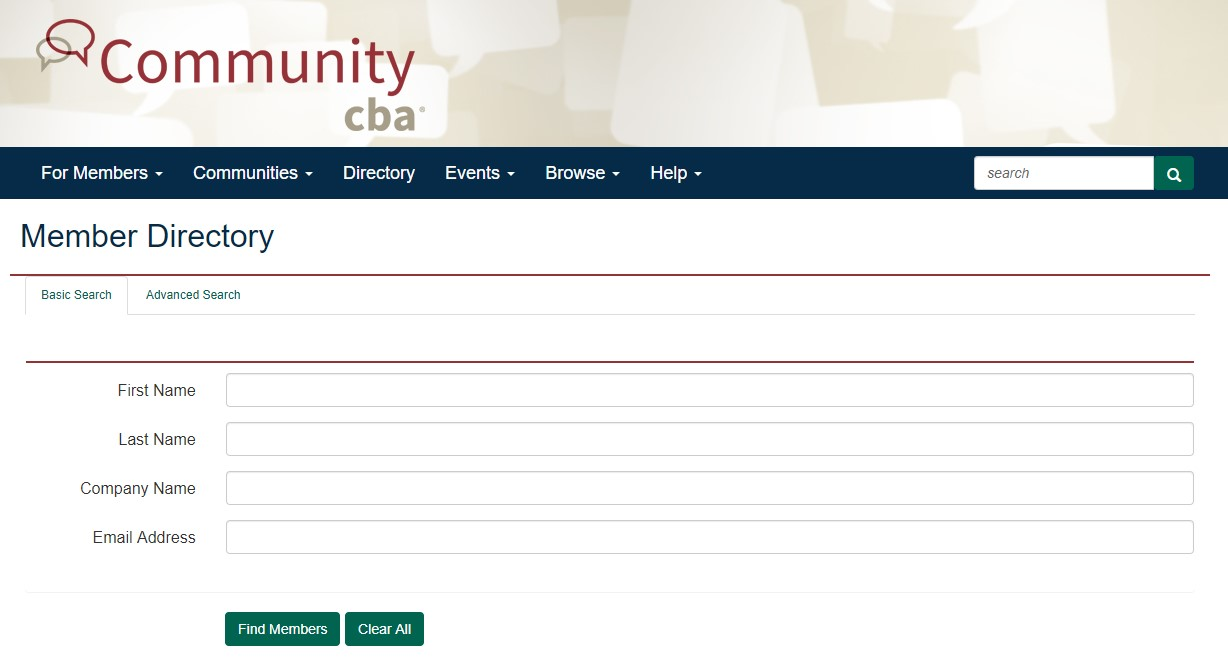 Community
cba
For Members
Communities
Directory
Events
Browse
Help
search
Member Directory
Basic Search
Advanced Search
First Name
Last Name
Company Name
Email Address
Find Members
Clear All